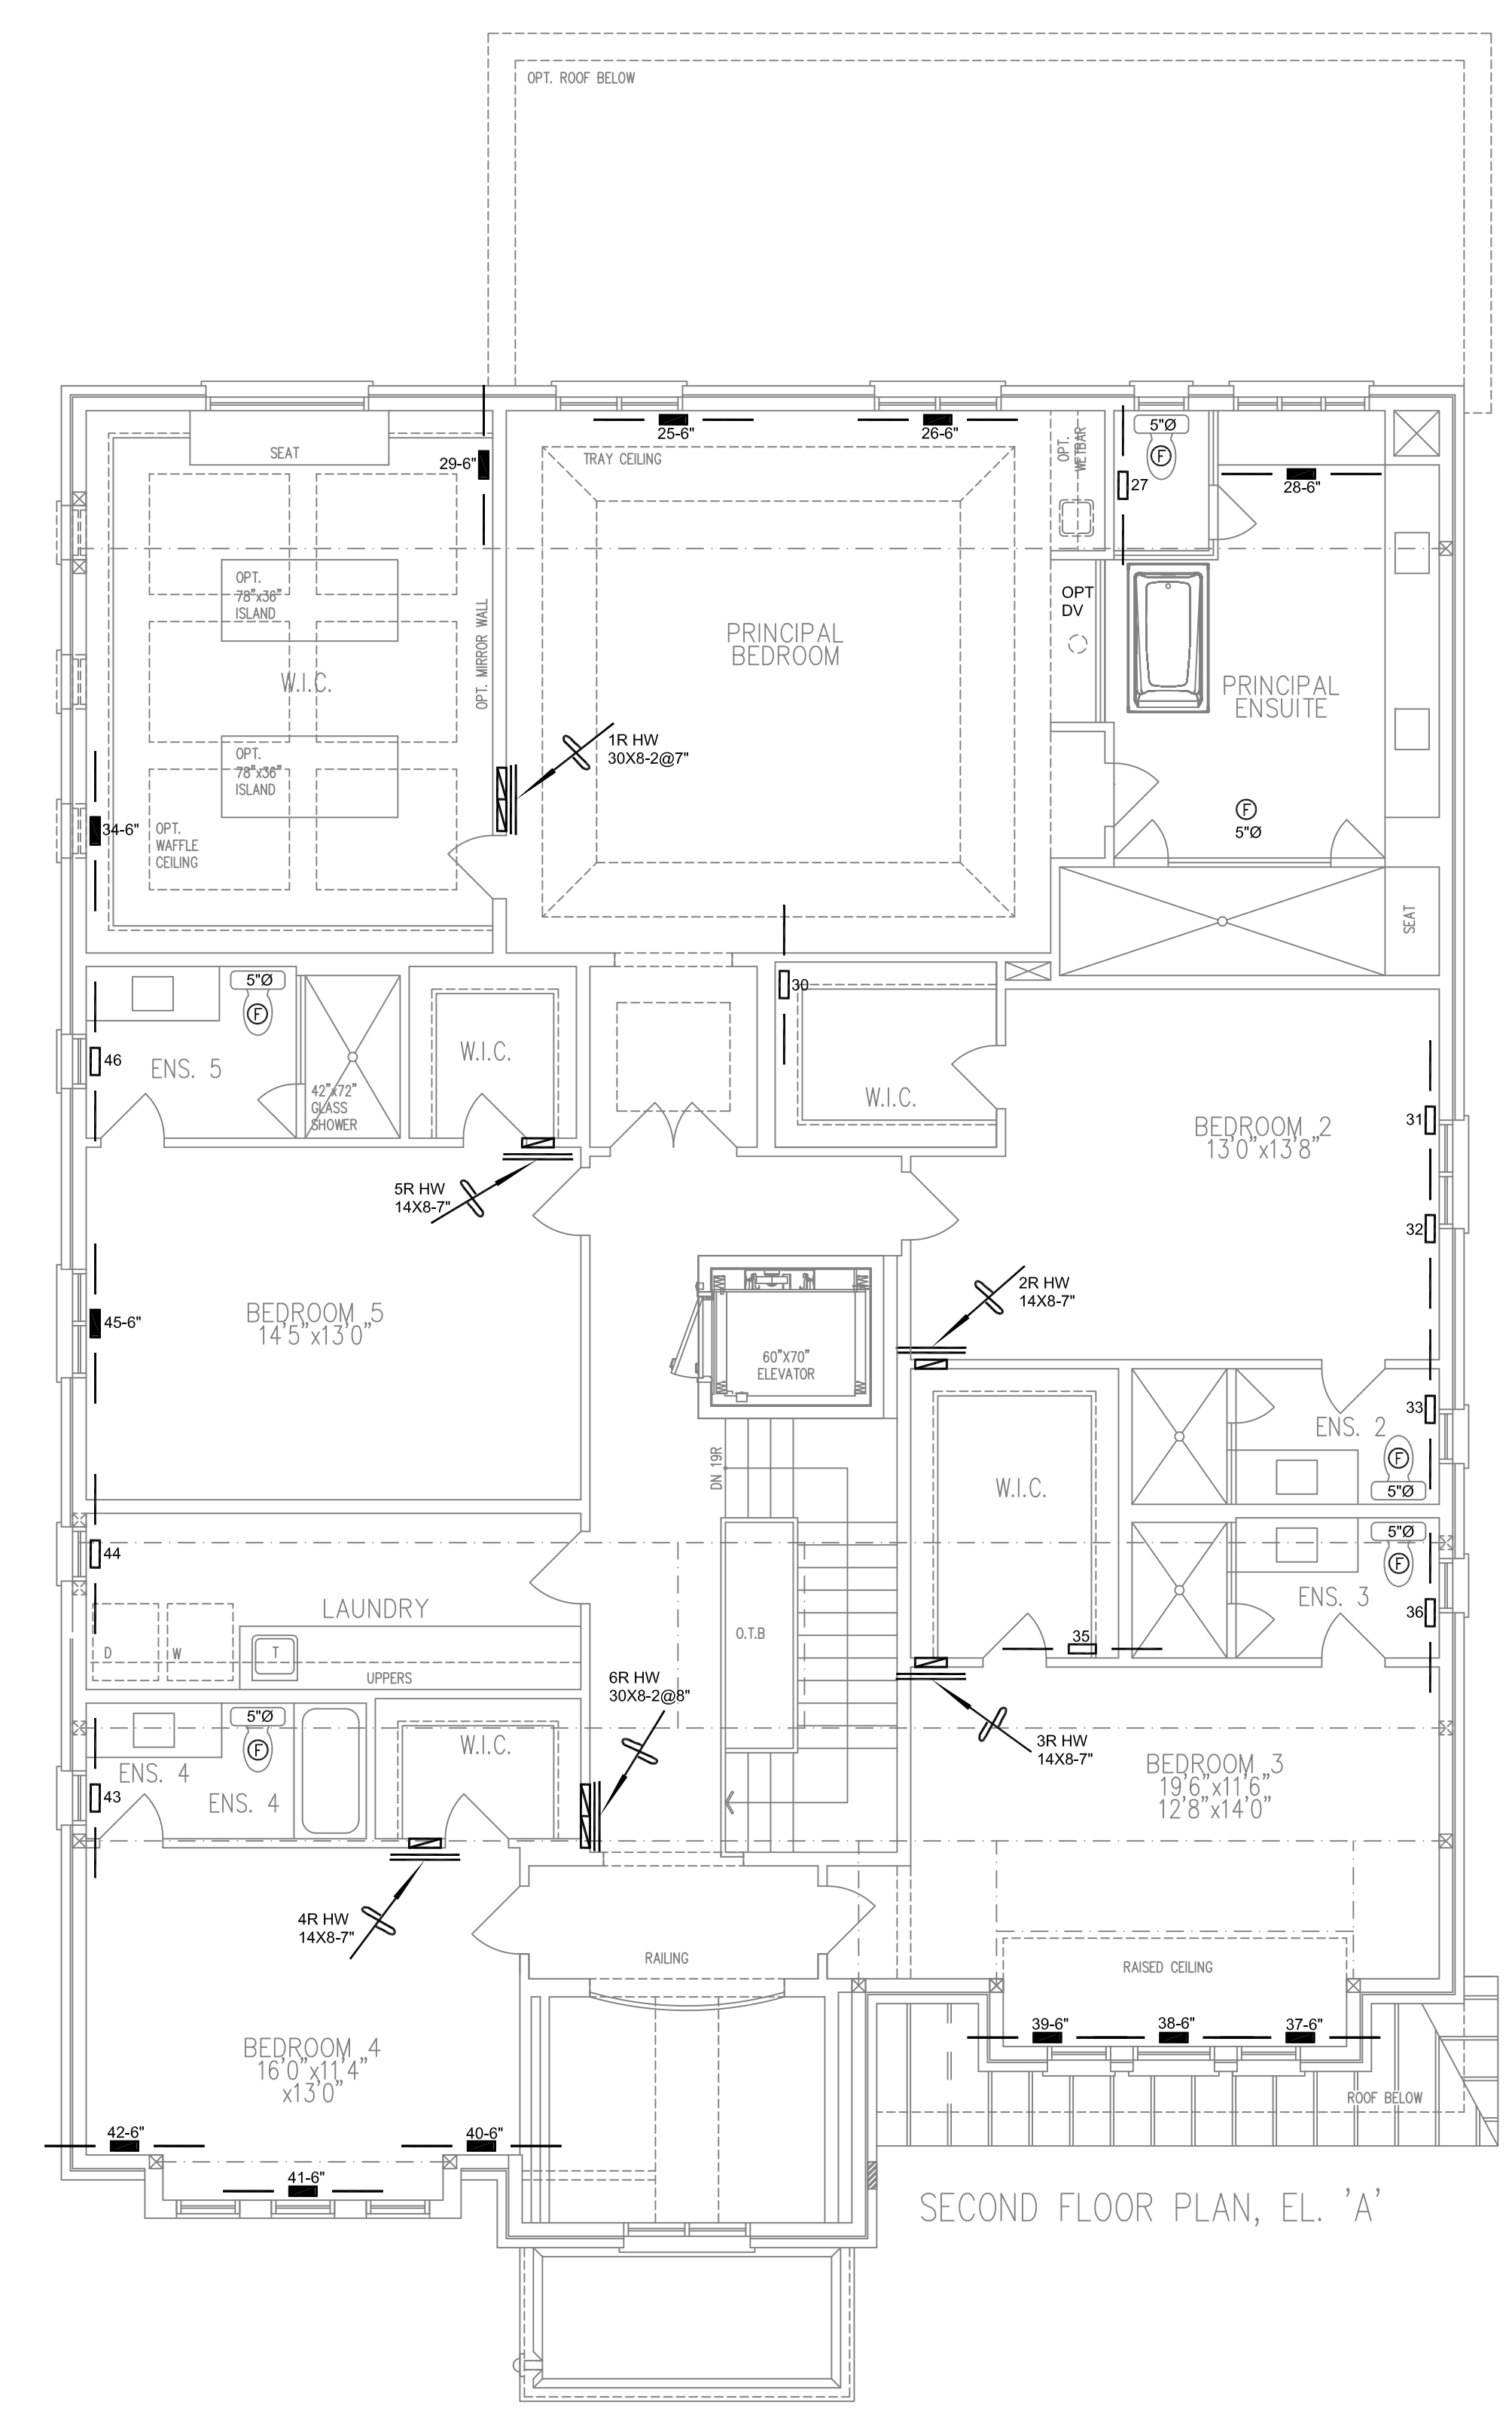 OPT. ROOF BELOW
25-6"
26-6"
5"Ø
F
27
28-6"
SEAT
29-6"
TRAY CEILING
OPT.
WETBAR
OPT.
78"x36"
ISLAND
OPT. MIRROR WALL
W.I.C.
PRINCIPAL
BEDROOM
OPT
DV
PRINCIPAL
ENSUITE
OPT.
78"x36"
ISLAND
1R HW
30X8-2@7"
34-6"
OPT.
WAFFLE
CEILING
F
5"Ø
SEAT
5"Ø
F
30
46
ENS. 5
42"x72"
GLASS
SHOWER
W.I.C.
W.I.C.
BEDROOM 2
13'0"x13'8"
31
5R HW
14X8-7"
32
2R HW
14X8-7"
45-6"
BEDROOM 5
14'5"x13'0"
60"X70"
ELEVATOR
33
ENS. 2
F
5"Ø
DN 19R
W.I.C.
44
5"Ø
F
ENS. 3
36
LAUNDRY
D
W
T
UPPERS
O.T.B
35
6R HW
30X8-2@8"
5"Ø
F
W.I.C.
3R HW
14X8-7"
ENS. 4
43
ENS. 4
BEDROOM 3
19'6"x11'6"
12'8"x14'0"
4R HW
14X8-7"
RAILING
RAISED CEILING
39-6"
38-6"
37-6"
BEDROOM 4
16'0"x11'4"
x13'0"
ROOF BELOW
42-6"
40-6"
41-6"
SECOND FLOOR PLAN, EL. 'A'